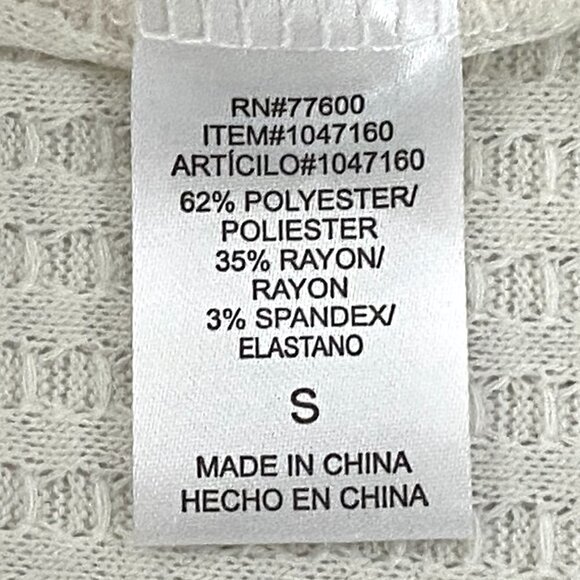 RN#77600
ITEM#1047160
ARTÍCILO#1047160
62% POLYESTER/
POLIESTER
35% RAYON/
RAYON
3% SPANDEX/
ELASTANO
S
MADE IN CHINA
HECHO EN CHINA